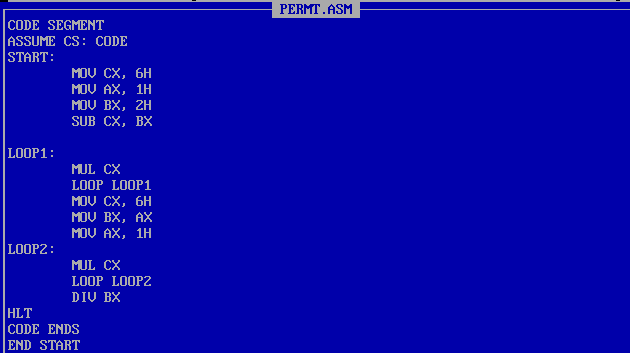 PERMT.ASM
CODE SEGMENT
ASSUME CS: CODE
START:
MOV CX, 6H
MOV AX, 1H
MOV BX, 2H
SUB CX, BX
LOOP1:
MUL CX
LOOP LOOP1
MOV CX, 6H
MOV BX, AX
MOV AX, 1H
LOOP2:
MUL CX
LOOP LOOP2
DIV BX
HLT
CODE ENDS
END START